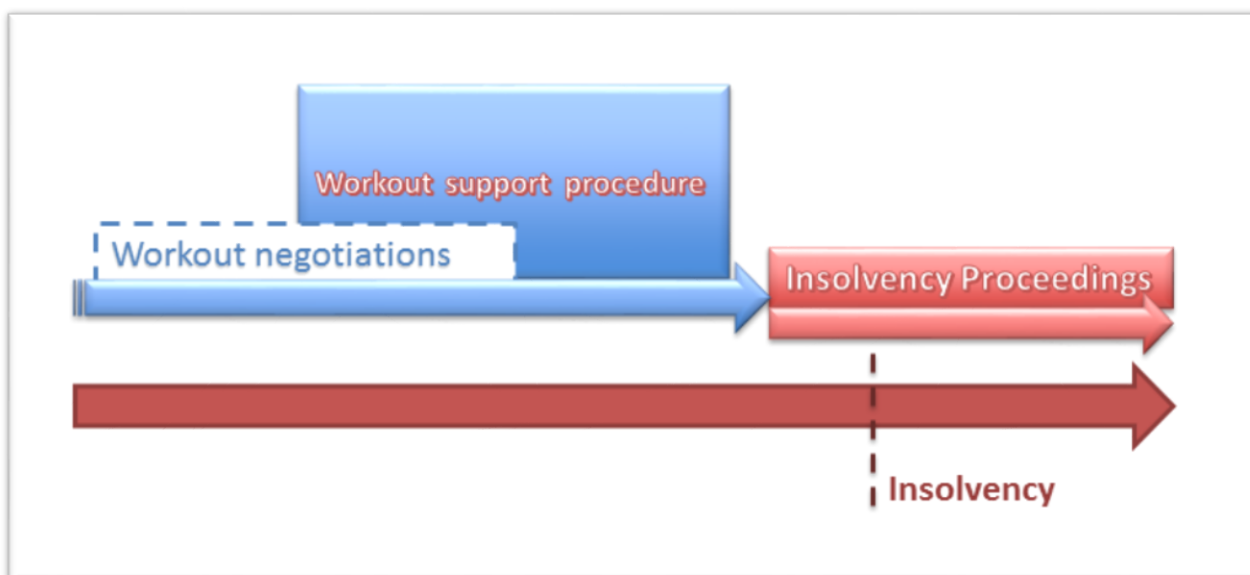 Workout support procedure
Workout negotiations
Insolvency Proceedings
Insolvency